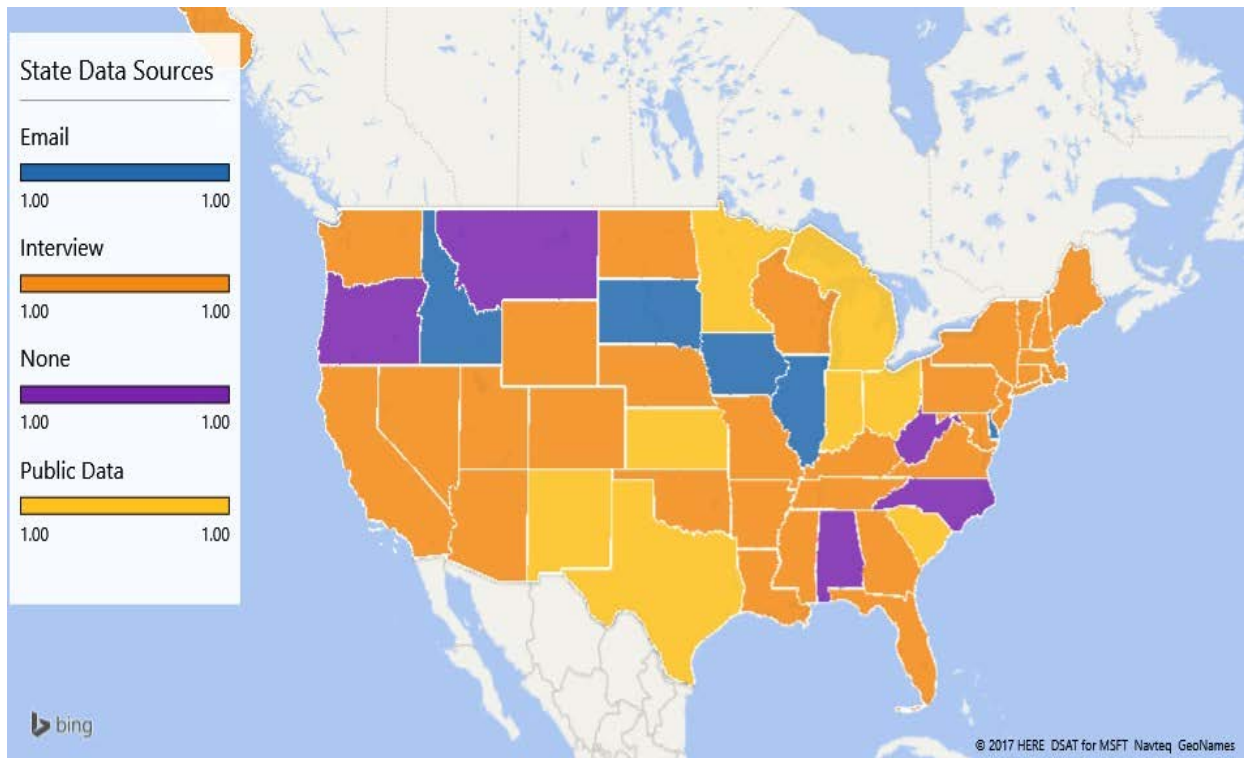 State Data Sources
Email
1.00 1.00
Interview
1.00 1.00
None
1.00 1.00
Public Data
1.00 1.00
bing
© 2017 HERE DSAT for MSFT Navteq GeoNames